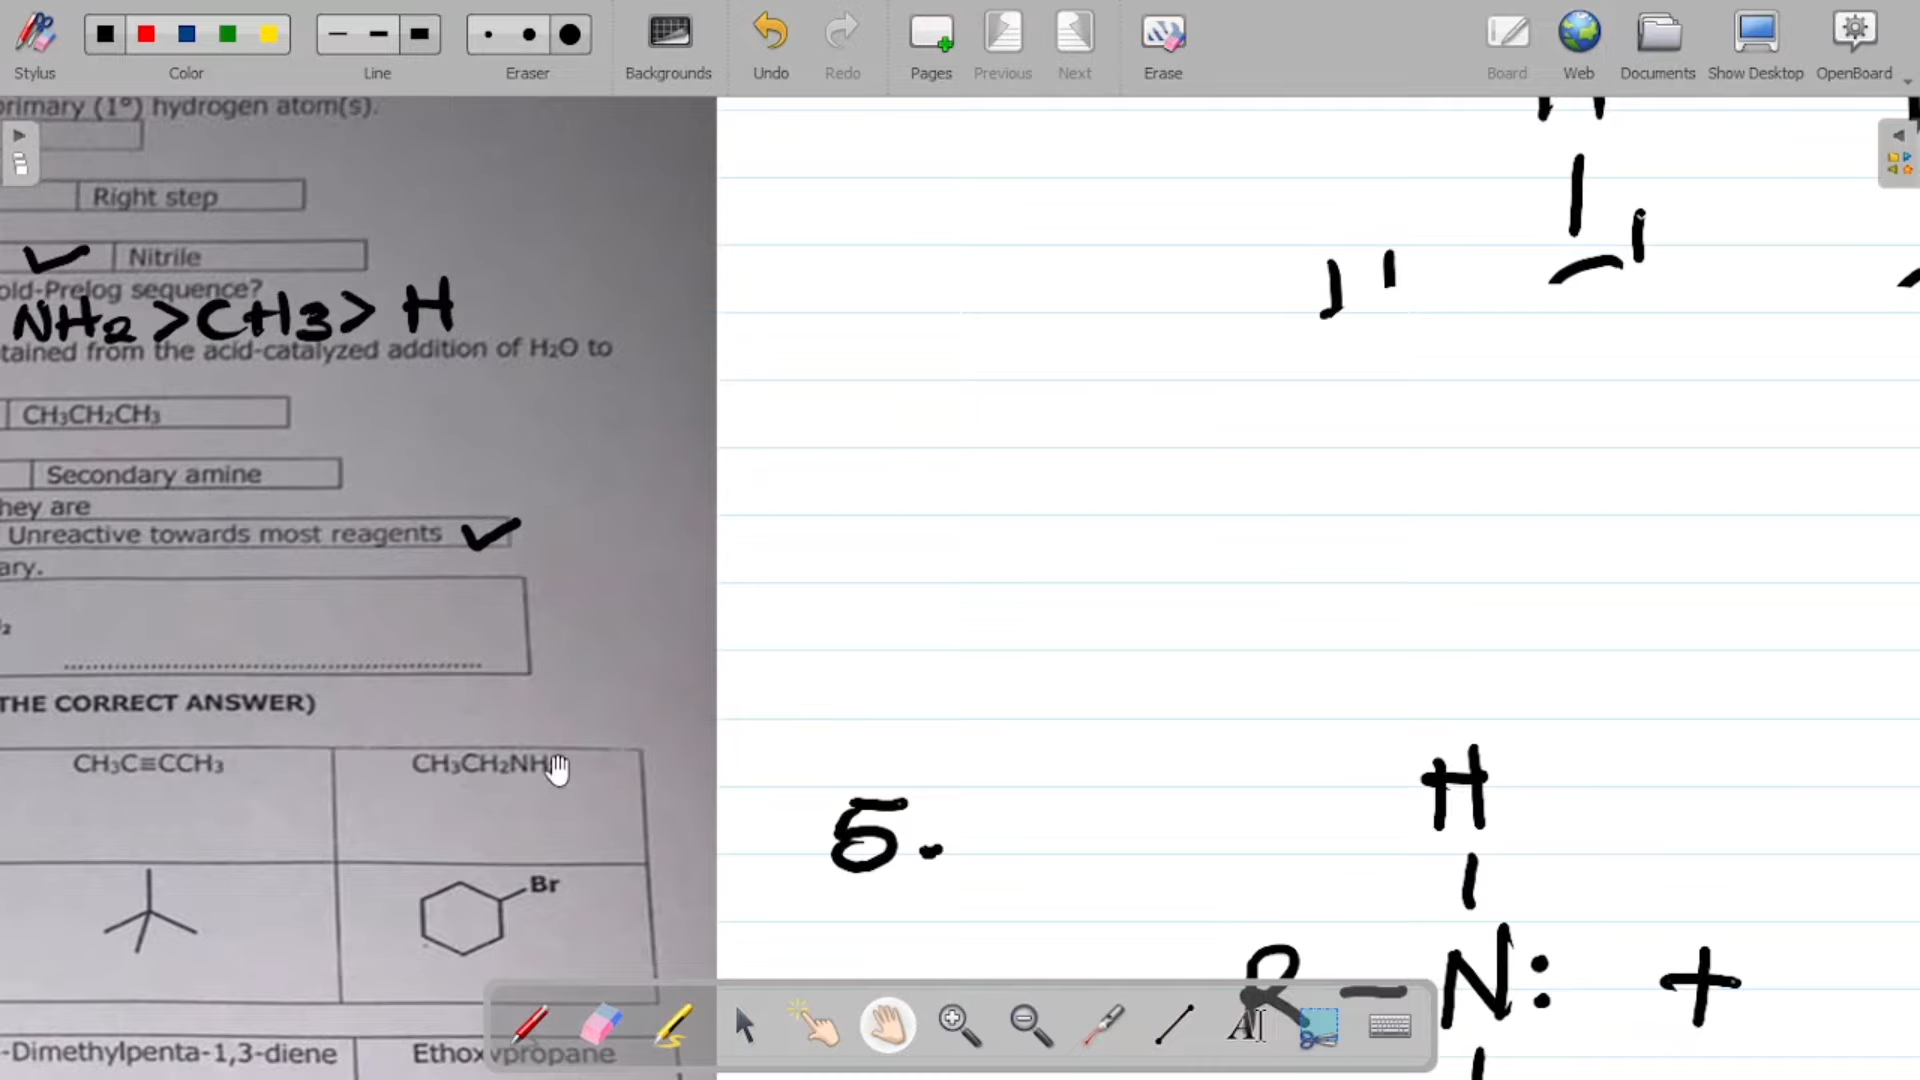 Stylus Color Line Eraser Backgrounds Undo Redo Pages Previous Next Erase Board Web Documents Show Desktop OpenBoard
primary (1°) hydrogen atom(s).
Right step
Nitrile
old-Prelog sequence?
NH2 > CH3 > H
tained from the acid-catalyzed addition of H₂O to
CH₃CH₂CH₃
Secondary amine
hey are
Unreactive towards most reagents
ary.
THE CORRECT ANSWER)
CH₃C≡CCH₃ CH₃CH₂NH
Br
-Dimethylpenta-1,3-diene Ethoxypropane
5.
H
R - N: +